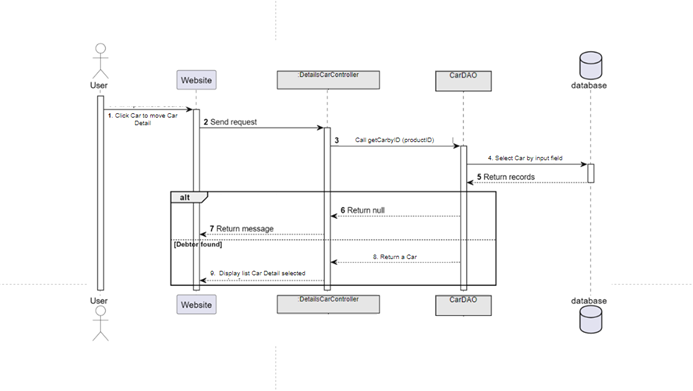 User
Website
:DetailsCarController
CarDAO
database
1. Click Car to move Car
Detail
2 Send request
3 Call getCarbyID (productID)
4. Select Car by input field
5 Return records
alt
6 Return null
7 Return message
[Debtor found]
8. Return a Car
9. Display list Car Detail selected
User
Website
:DetailsCarController
CarDAO
database